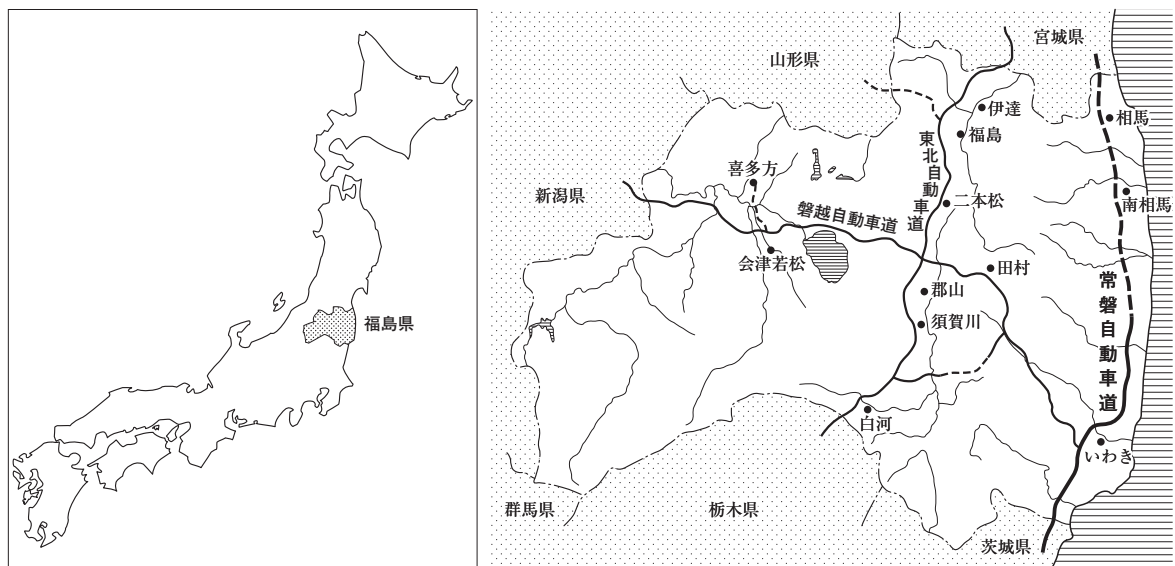 福島県
宮城県
山形県
伊達
相馬
福島
東北自動車道
喜多方
新潟県
南相馬
二本松
磐越自動車道
会津若松
田村
郡山
常磐自動車道
須賀川
白河
いわき
群馬県
栃木県
茨城県